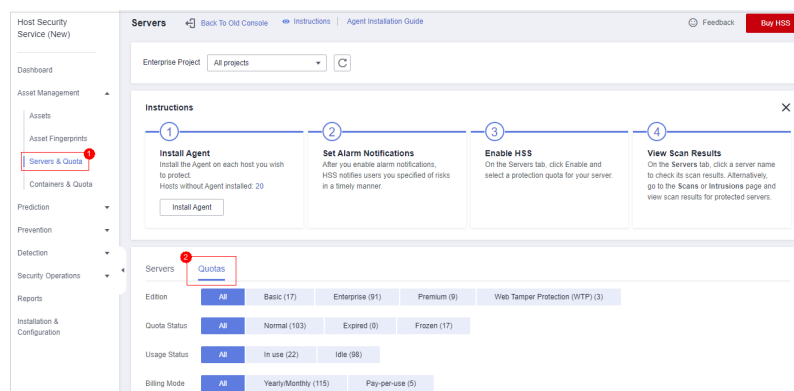 Host Security
Service (New)
Dashboard
Asset Management
Assets
Asset Fingerprints
1
Servers & Quota
Containers & Quota
Prediction
Prevention
Detection
Security Operations
Reports
Installation &
Configuration
Servers Back To Old Console Instructions Agent Installation Guide Feedback Buy HSS
Enterprise Project All projects
Instructions
1
Install Agent
Install the Agent on each host you wish
to protect.
Hosts without Agent installed: 20
Install Agent
2
Set Alarm Notifications
After you enable alarm notifications,
HSS notifies users you specified of risks
in a timely manner.
3
Enable HSS
On the Servers tab, click Enable and
select a protection quota for your server.
4
View Scan Results
On the Servers tab, click a server name
to check its scan results. Alternatively,
go to the Scans or Intrusions page and
view scan results for protected servers.
2
Servers Quotas
Edition All Basic (17) Enterprise (91) Premium (9) Web Tamper Protection (WTP) (3)
Quota Status All Normal (103) Expired (0) Frozen (17)
Usage Status All In use (22) Idle (98)
Billing Mode All Yearly/Monthly (115) Pay-per-use (5)